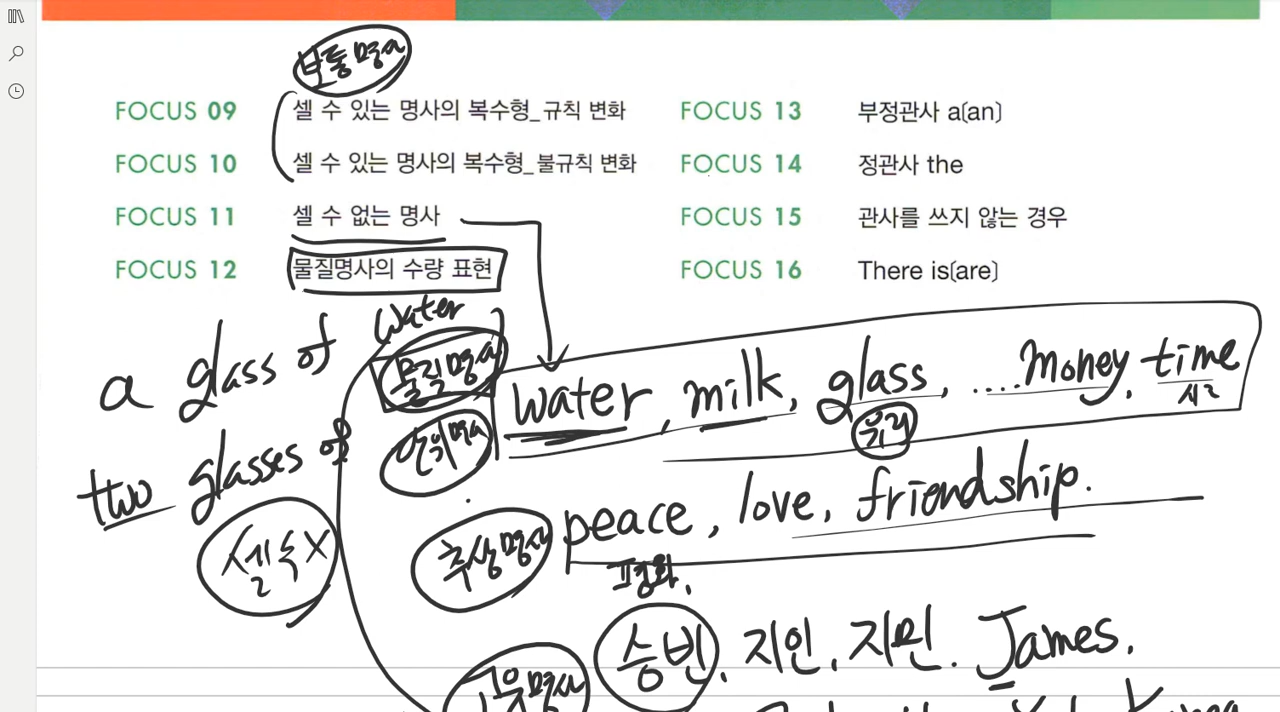 보통명사
FOCUS 09 셀 수 있는 명사의 복수형_규칙 변화
FOCUS 10 셀 수 있는 명사의 복수형_불규칙 변화
FOCUS 11 셀 수 없는 명사
FOCUS 12 물질명사의 수량 표현
FOCUS 13 부정관사 a(an)
FOCUS 14 정관사 the
FOCUS 15 관사를 쓰지 않는 경우
FOCUS 16 There is(are)
a glass of water
two glasses of
셀 수 X
물질명사 water, milk, glass, .... money, time
유리
단위명사
추상명사 peace, love, friendship.
평화,
고유명사 승빈, 지인, 지민. James.